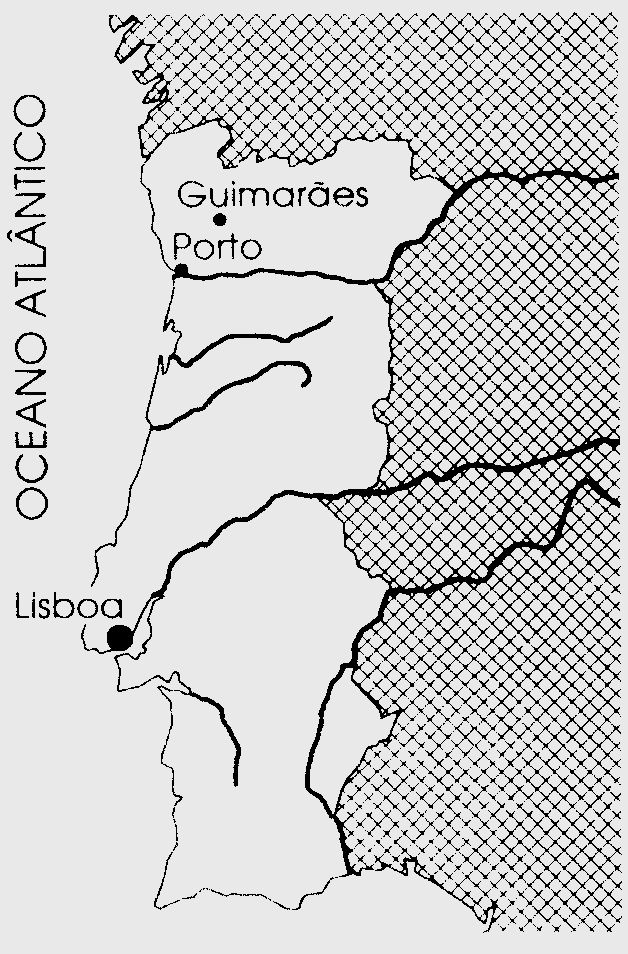 OCEANO ATLÂNTICO
Guimarães
Porto
Lisboa